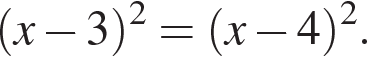 (x − 3)² = (x − 4)².